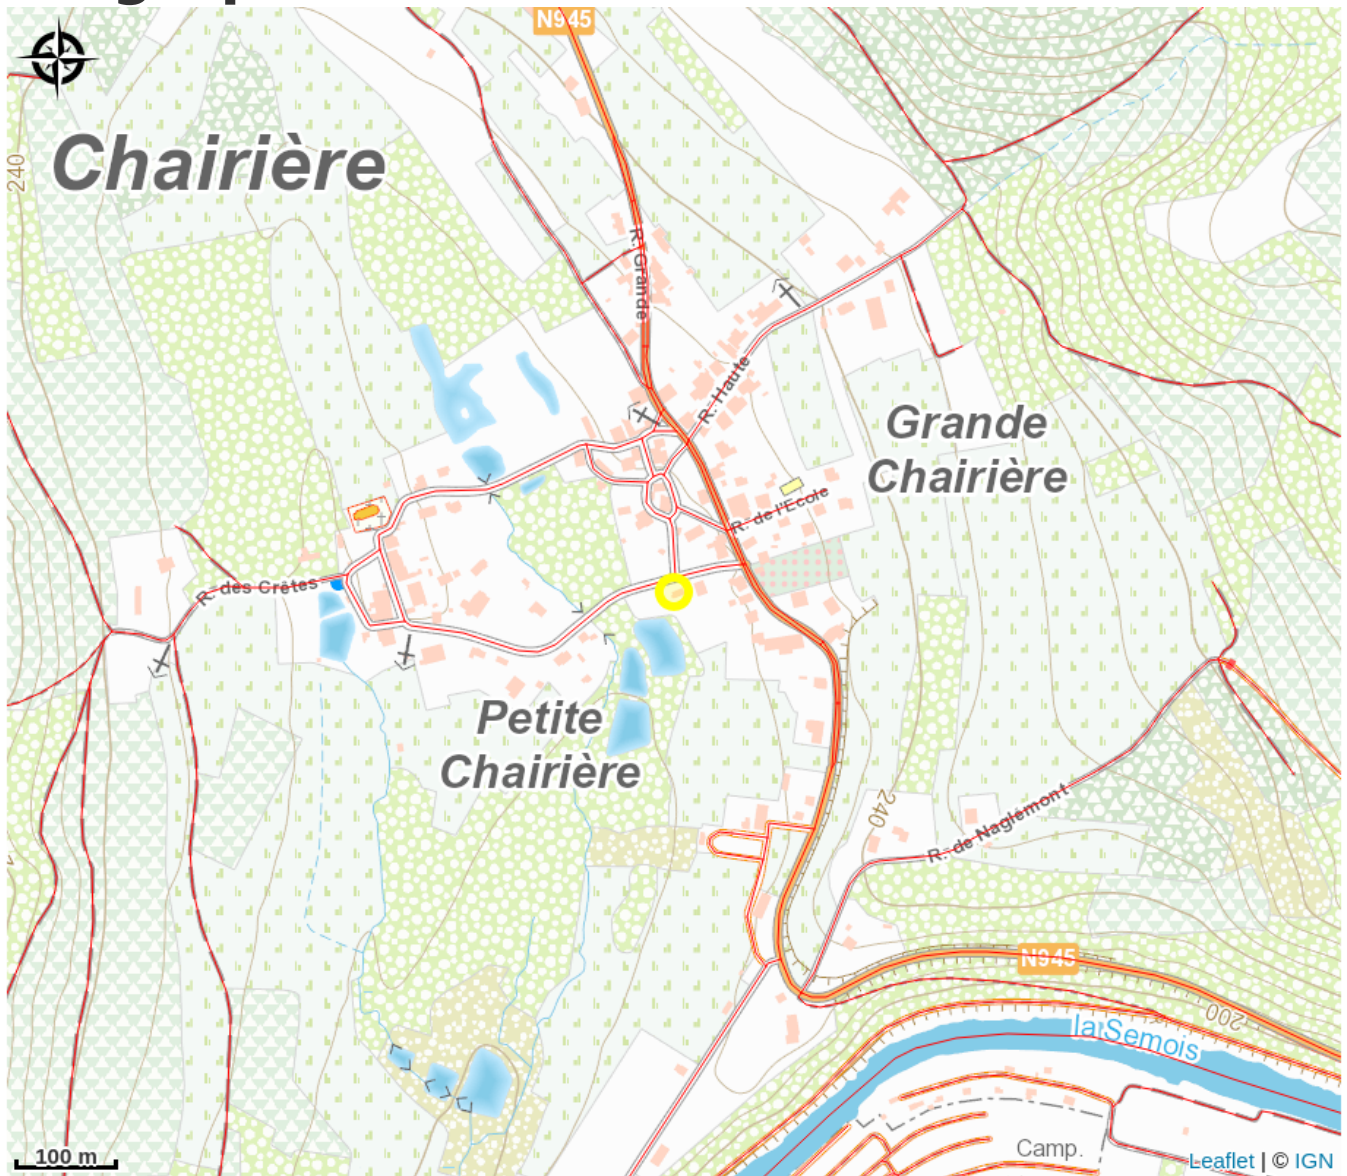 N945
Chairière
240
R. Grande
R. Haute
Grande
Chairière
R. de l'Ecole
R. des Crêtes
Petite
Chairière
240
R. de Naglémont
N945
200
la Semois
Camp.
100 m
Leaflet | © IGN